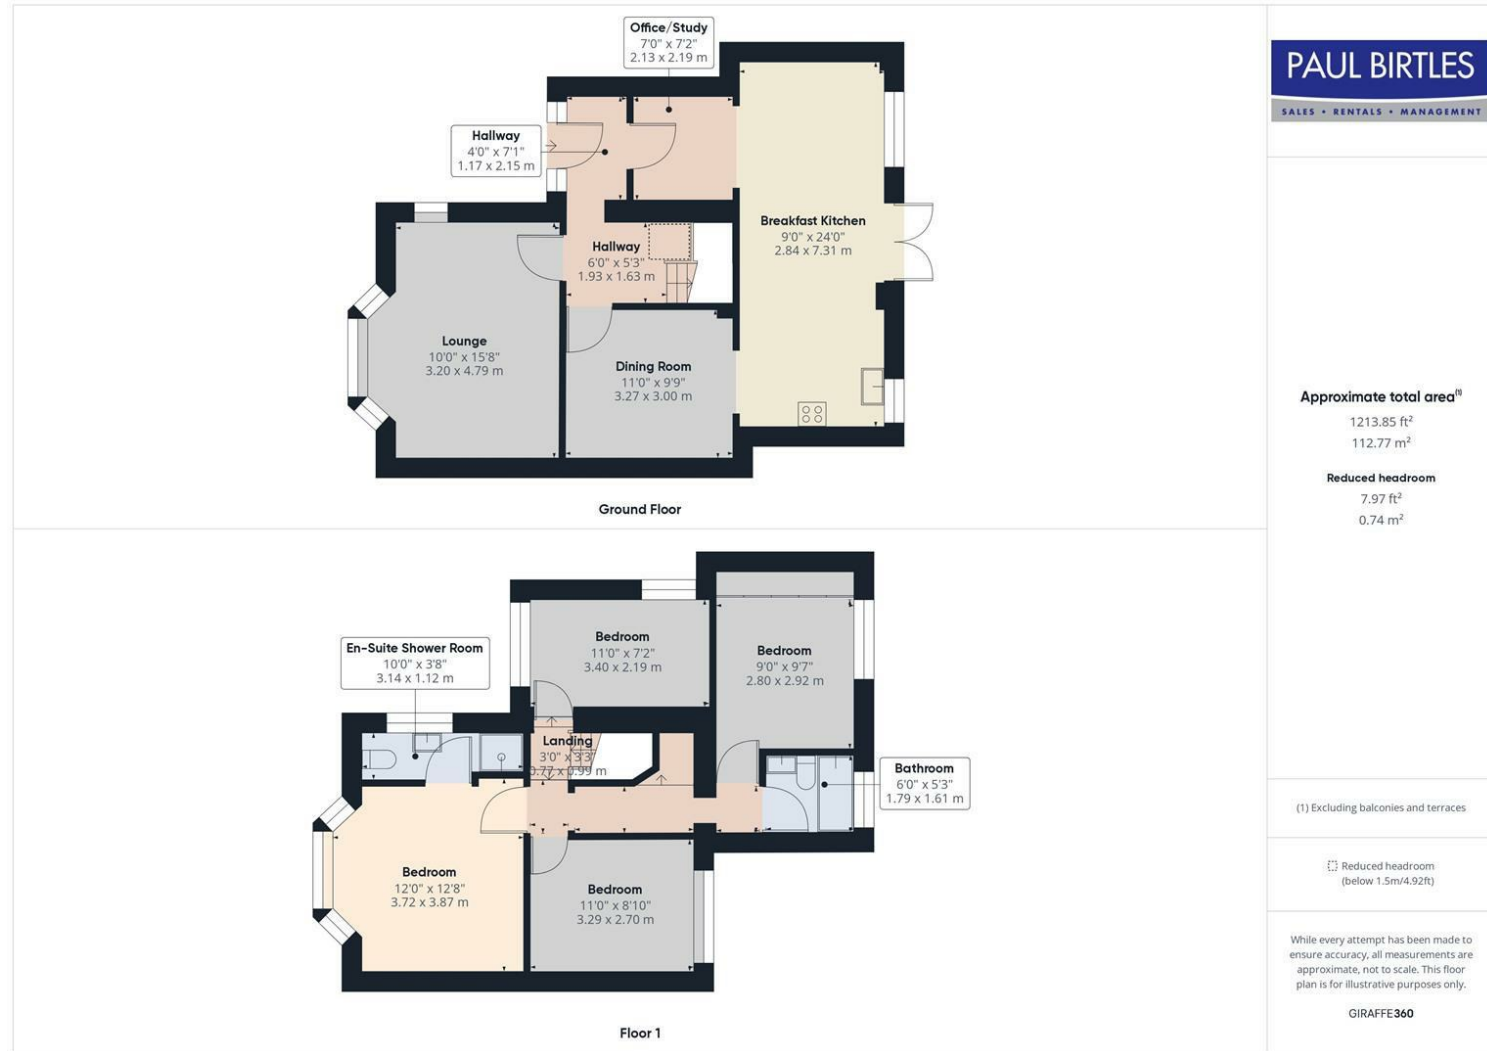 Office/Study
7'0" x 7'2"
2.13 x 2.19 m
Hallway
4'0" x 7'1"
1.17 x 2.15 m
Breakfast Kitchen
9'0" x 24'0"
2.84 x 7.31 m
Hallway
6'0" x 5'3"
1.93 x 1.63 m
Lounge
10'0" x 15'8"
3.20 x 4.79 m
Dining Room
11'0" x 9'9"
3.27 x 3.00 m
Ground Floor
En-Suite Shower Room
10'0" x 3'8"
3.14 x 1.12 m
Bedroom
11'0" x 7'2"
3.40 x 2.19 m
Bedroom
9'0" x 9'7"
2.80 x 2.92 m
Landing
3'0" x 3'3"
0.77 x 0.99 m
Bathroom
6'0" x 5'3"
1.79 x 1.61 m
Bedroom
12'0" x 12'8"
3.72 x 3.87 m
Bedroom
11'0" x 8'10"
3.29 x 2.70 m
Floor 1
PAUL BIRTLES
SALES • RENTALS • MANAGEMENT
Approximate total area(1)
1213.85 ft²
112.77 m²
Reduced headroom
7.97 ft²
0.74 m²
(1) Excluding balconies and terraces
Reduced headroom
(below 1.5m/4.92ft)
While every attempt has been made to
ensure accuracy, all measurements are
approximate, not to scale. This floor
plan is for illustrative purposes only.
GIRAFFE360